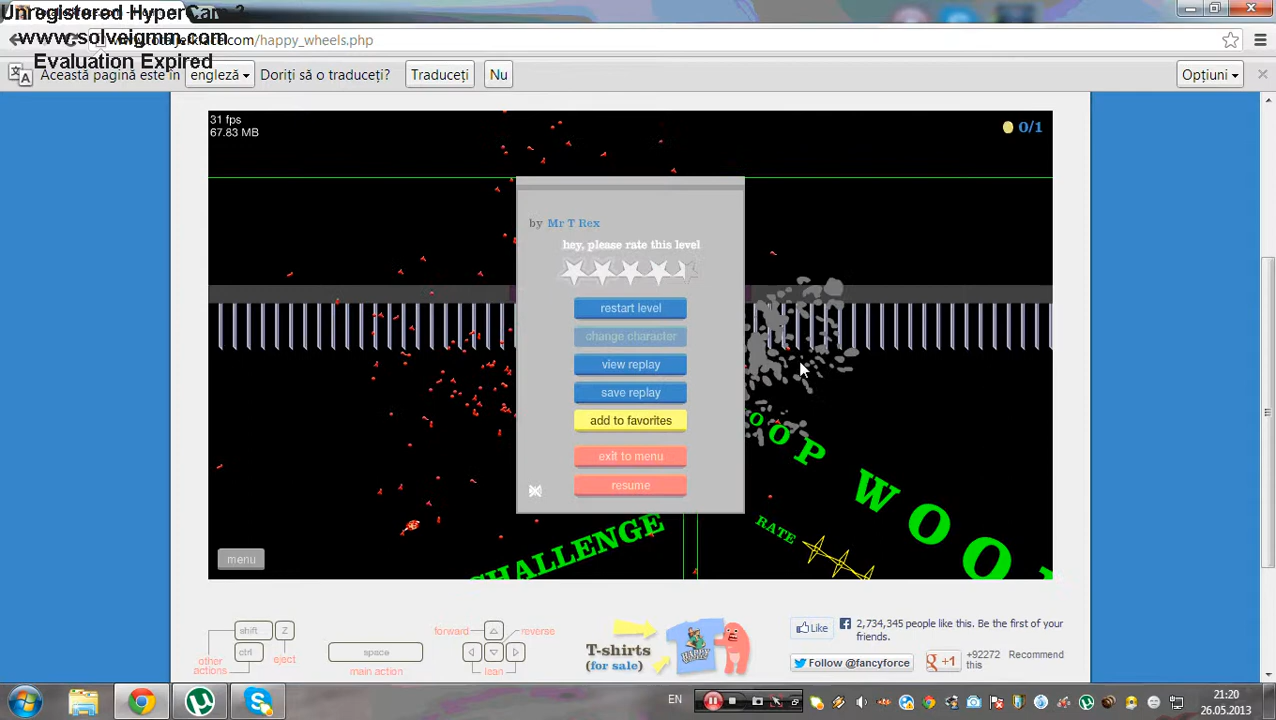 Unregistered HyperCam 2
www.solveigmm.com
Evaluation Expired
.com/happy_wheels.php
Această pagină este în engleză Doriți să o traduceți? Traduceți Nu Opțiuni
31 fps
67.83 MB
0/1
by Mr T Rex
hey, please rate this level
restart level
change character
view replay
save replay
add to favorites
exit to menu
resume
menu
CHALLENGE
RATE
OOP WOO
shift Z
ctrl
eject
other actions
space
main action
forward reverse
lean
T-shirts
(for sale)
Like 2,734,345 people like this. Be the first of your friends.
Follow @fancyforce
+1 +92272 Recommend this
EN
21:20
26.05.2013